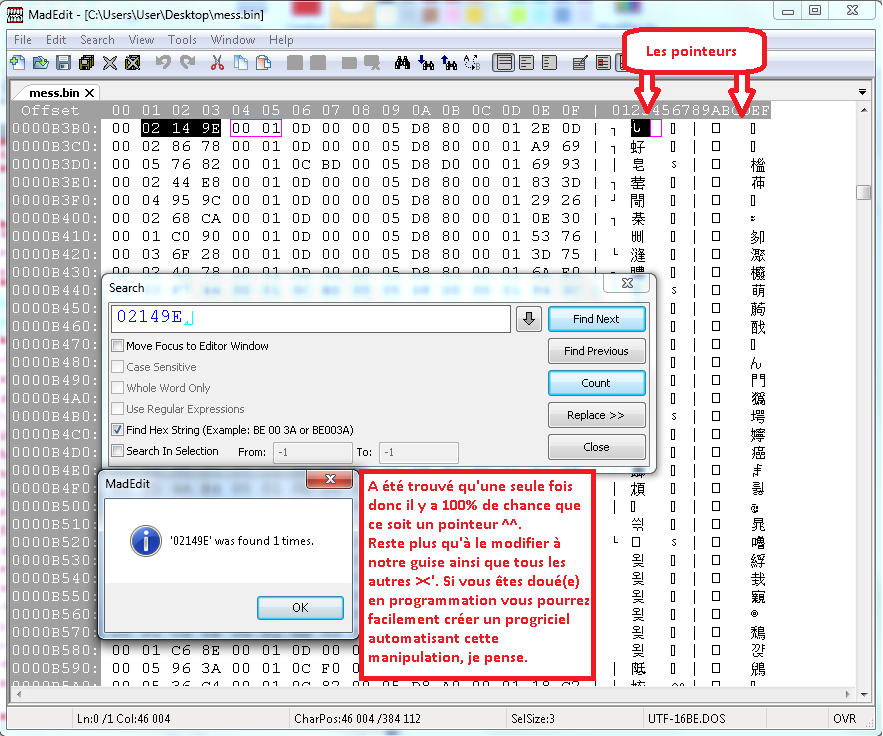 MadEdit - [C:\Users\User\Desktop\mess.bin]
File Edit Search View Tools Window Help
Les pointeurs
mess.bin
Offset 00 01 02 03 04 05 06 07 08 09 0A 0B 0C 0D 0E 0F | 0123456789ABCDEF
0000B3B0: 00 02 14 9E 00 01 0D 00 00 05 D8 80 00 01 2E 0D
0000B3C0: 00 02 86 78 00 01 0D 00 00 05 D8 80 00 01 A9 69
0000B3D0: 00 05 76 82 00 01 0C BD 00 05 D8 D0 00 01 69 93
0000B3E0: 00 02 44 E8 00 01 0D 00 00 05 D8 80 00 01 83 3D
0000B3F0: 00 04 95 9C 00 01 0D 00 00 05 D8 80 00 01 29 26
0000B400: 00 02 68 CA 00 01 0D 00 00 05 D8 80 00 01 0E 30
0000B410: 00 01 C0 90 00 01 0D 00 00 05 D8 80 00 01 53 76
0000B420: 00 03 6F 28 00 01 0D 00 00 05 D8 80 00 01 3D 75
0000B430: 00 02 40 78 00 01 0D 00 00 05 D8 80 00 01 6A E0
0000B440:
0000B450:
0000B460:
0000B470:
0000B480:
0000B490:
0000B4A0:
0000B4B0:
0000B4C0:
0000B4D0:
0000B4E0:
0000B4F0:
0000B500:
0000B510:
0000B520:
0000B530:
0000B540:
0000B550:
0000B560:
0000B570:
0000B580: 00 01 C6 8E 00 01 0D 00 0
0000B590: 00 05 96 3A 00 01 0C F0 0
Search
02149E
Find Next
Move Focus to Editor Window
Find Previous
Case Sensitive
Whole Word Only
Count
Use Regular Expressions
Replace >>
Find Hex String (Example: BE 00 3A or BE003A)
Search In Selection From: -1 To: -1
Close
MadEdit
'02149E' was found 1 times.
OK
A été trouvé qu'une seule fois
donc il y a 100% de chance que
ce soit un pointeur ^^.
Reste plus qu'à le modifier à
notre guise ainsi que tous les
autres ><'. Si vous êtes doué(e)
en programmation vous pourrez
facilement créer un progriciel
automatisant cette
manipulation, je pense.
Ln:0 /1 Col:46 004 CharPos:46 004 /384 112 SelSize:3 UTF-16BE.DOS OVR